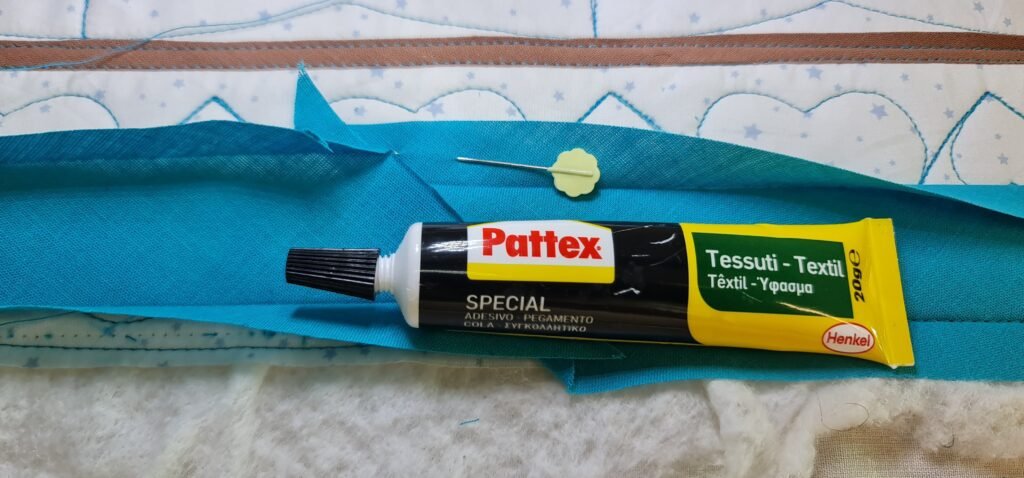 Pattex
SPECIAL
ADESIVO - PEGAMENTO
COLA - ΣΥΓΚΟΛΛΗΤΙΚΟ
Tessuti - Textil
Têxtil - Ύφασμα
20g℮
Henkel